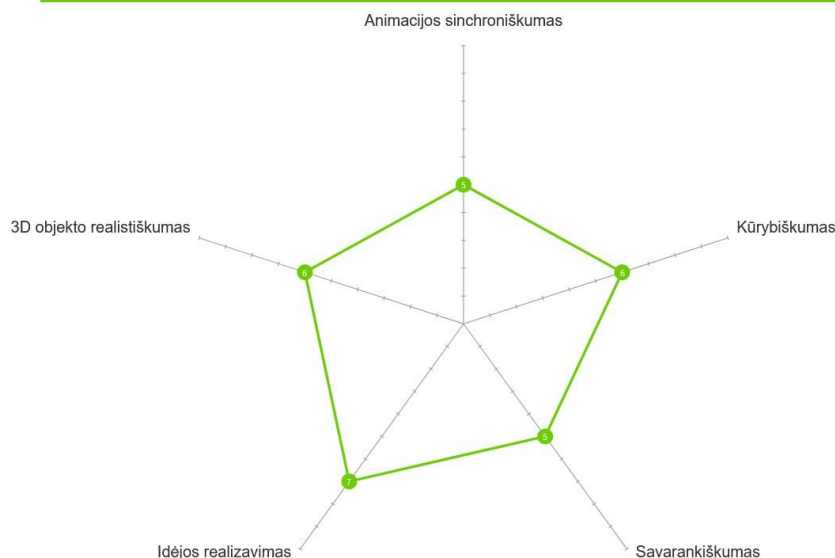 Animacijos sinchroniškumas
5
3D objekto realistiškumas
Kūrybiškumas
6
6
5
7
Idėjos realizavimas
Savarankiškumas